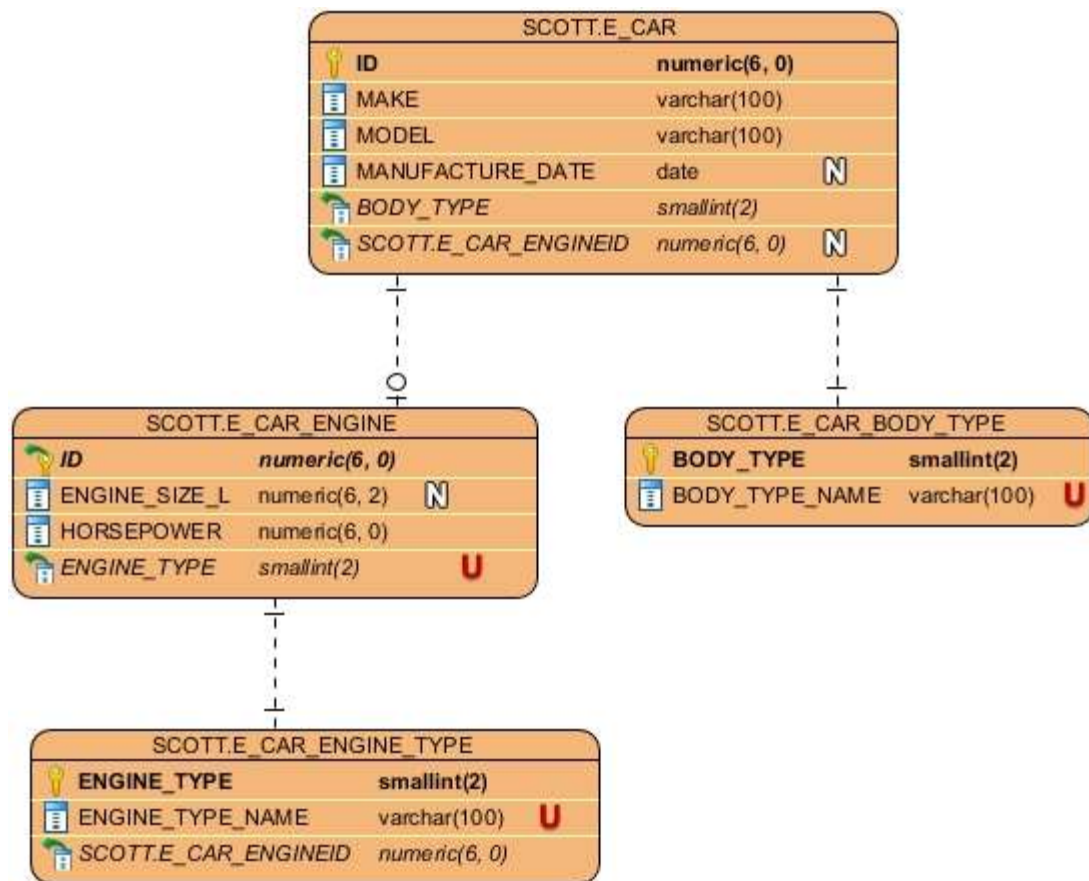 SCOTT.E_CAR
ID numeric(6, 0)
MAKE varchar(100)
MODEL varchar(100)
MANUFACTURE_DATE date N
BODY_TYPE smallint(2)
SCOTT.E_CAR_ENGINEID numeric(6, 0) N
SCOTT.E_CAR_ENGINE
ID numeric(6, 0)
ENGINE_SIZE_L numeric(6, 2) N
HORSEPOWER numeric(6, 0)
ENGINE_TYPE smallint(2) U
SCOTT.E_CAR_BODY_TYPE
BODY_TYPE smallint(2)
BODY_TYPE_NAME varchar(100) U
SCOTT.E_CAR_ENGINE_TYPE
ENGINE_TYPE smallint(2)
ENGINE_TYPE_NAME varchar(100) U
SCOTT.E_CAR_ENGINEID numeric(6, 0)